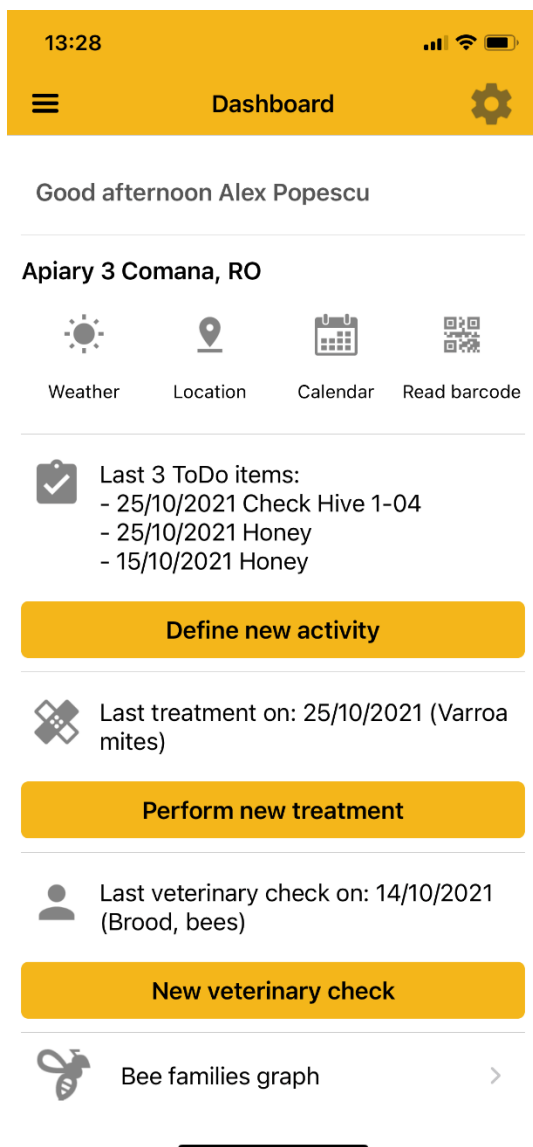 13:28
Dashboard
Good afternoon Alex Popescu
Apiary 3 Comana, RO
Weather Location Calendar Read barcode
Last 3 ToDo items:
- 25/10/2021 Check Hive 1-04
- 25/10/2021 Honey
- 15/10/2021 Honey
Define new activity
Last treatment on: 25/10/2021 (Varroa
mites)
Perform new treatment
Last veterinary check on: 14/10/2021
(Brood, bees)
New veterinary check
Bee families graph